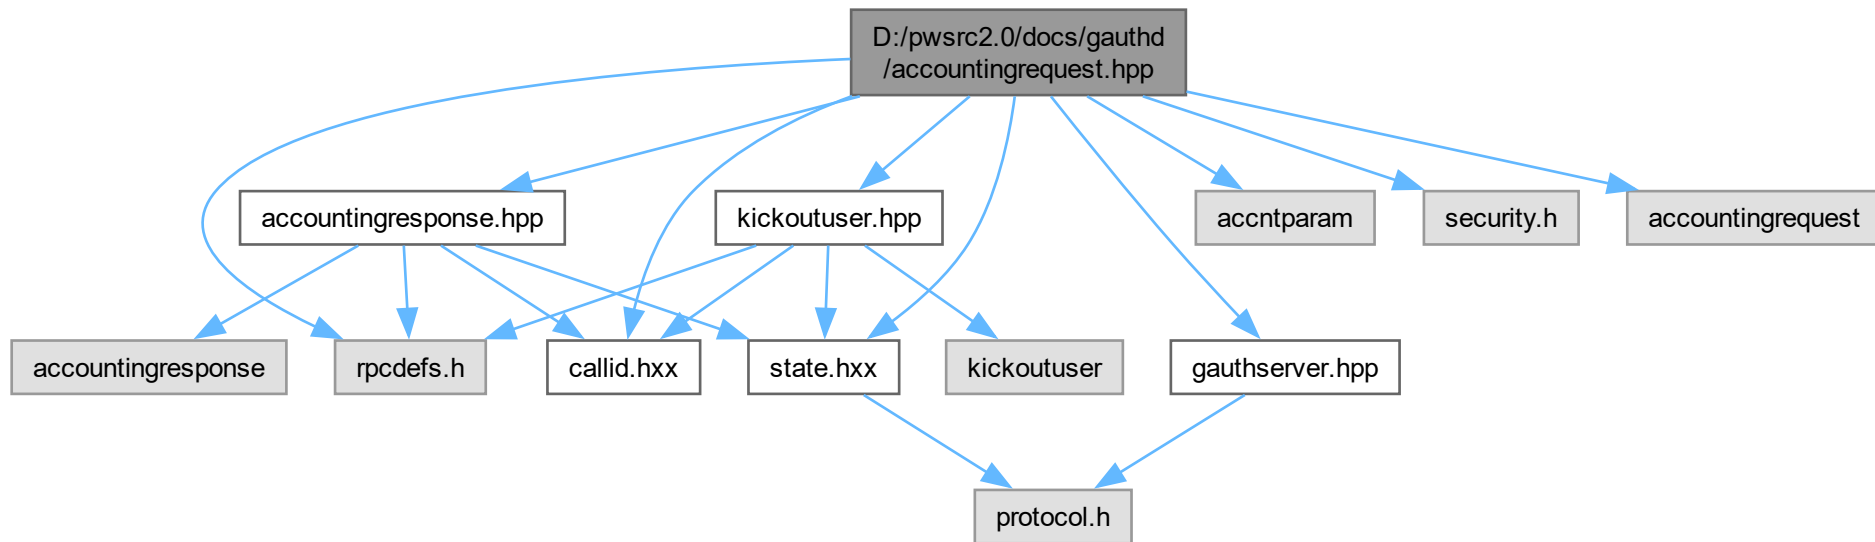 D:/pwsrc2.0/docs/gauthd
/accountingrequest.hpp
accountingresponse.hpp
kickoutuser.hpp
accntparam
security.h
accountingrequest
accountingresponse
rpcdefs.h
callid.hxx
state.hxx
kickoutuser
gauthserver.hpp
protocol.h